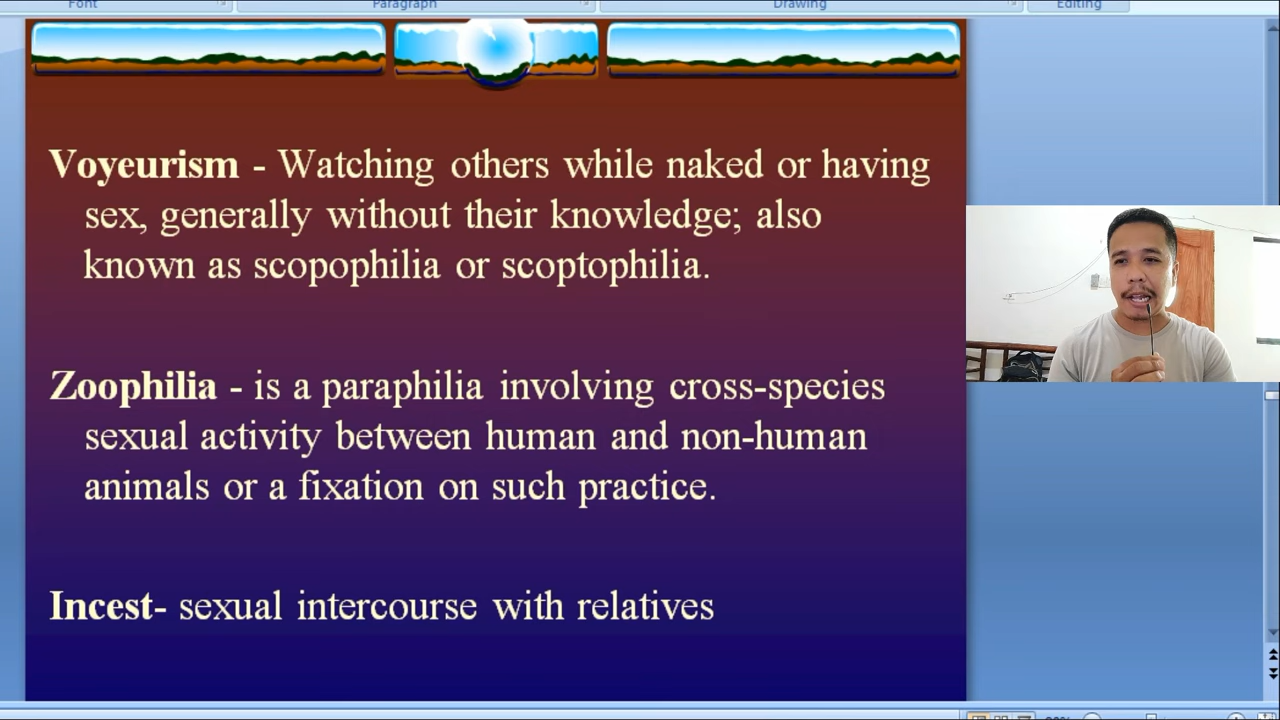 Font Paragraph Drawing Editing
Voyeurism - Watching others while naked or having
sex, generally without their knowledge; also
known as scopophilia or scoptophilia.
Zoophilia - is a paraphilia involving cross-species
sexual activity between human and non-human
animals or a fixation on such practice.
Incest- sexual intercourse with relatives